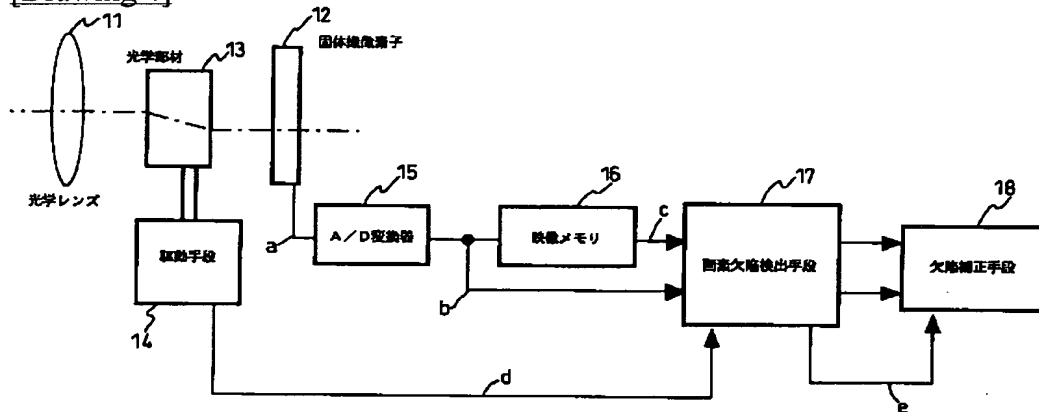 11
光学部材
13
12
固体撮像素子
光学レンズ
駆動手段
14
a
15
A/D変換器
b
16
映像メモリ
c
17
画素欠陥検出手段
18
欠陥補正手段
d
e